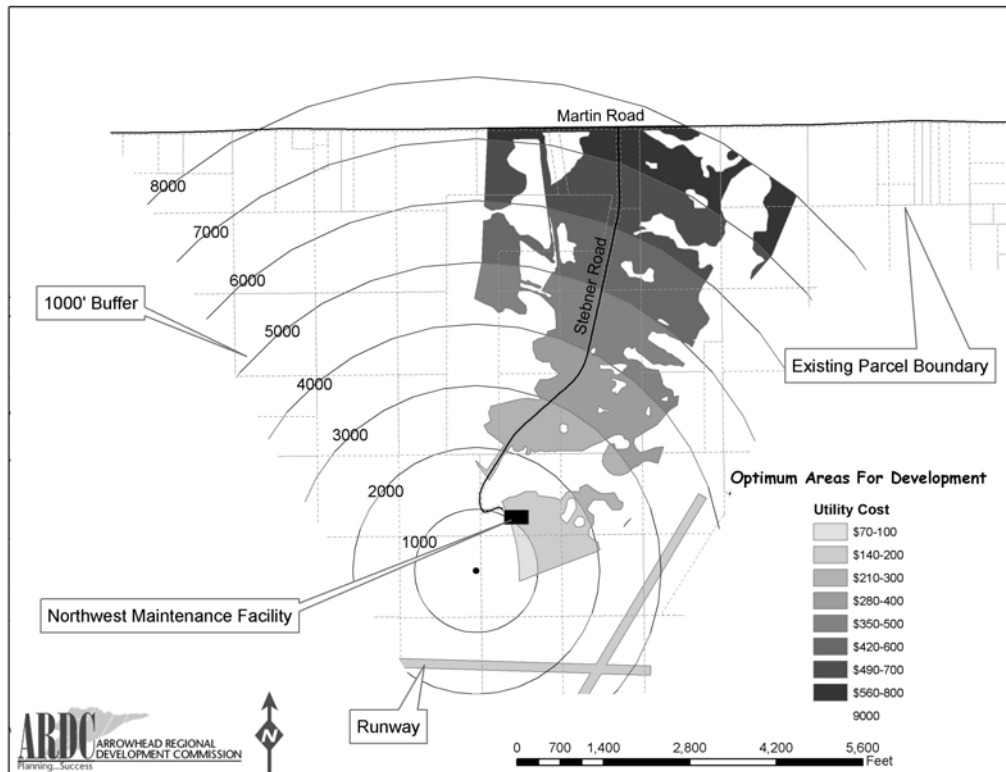 Martin Road
8000
7000
6000
5000
4000
3000
2000
1000
Stebner Road
1000' Buffer
Existing Parcel Boundary
Northwest Maintenance Facility
Runway
Optimum Areas For Development
Utility Cost
$70-100
$140-200
$210-300
$280-400
$350-500
$420-600
$490-700
$560-800
9000
ARDC
ARROWHEAD REGIONAL
DEVELOPMENT COMMISSION
Planning...Success
N
0 700 1,400 2,800 4,200 5,600
Feet